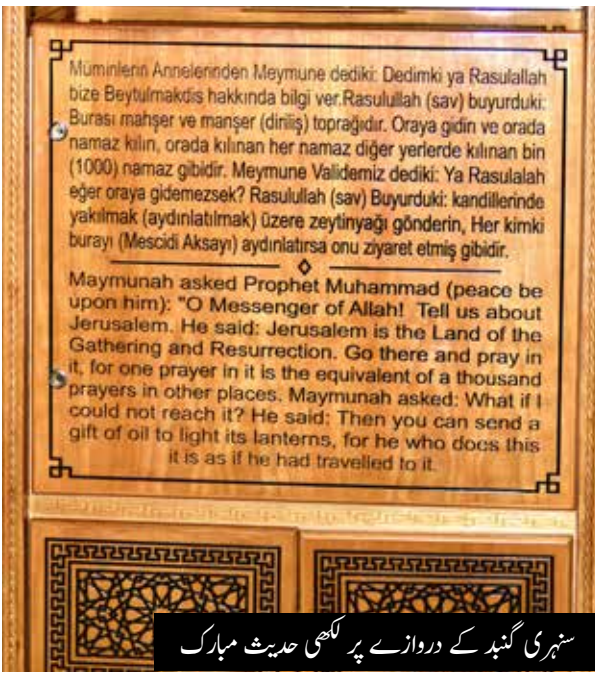 Müminlerin Annelerinden Meymune dediki: Dedimki ya Rasulallah
bize Beytulmakdis hakkında bilgi ver.Rasulullah (sav) buyurduki:
Burası mahşer ve manşer (diriliş) toprağıdır. Oraya gidin ve orada
namaz kılın, orada kılınan her namaz diğer yerlerde kılınan bin
(1000) namaz gibidir. Meymune Validemiz dediki: Ya Rasulalah
eğer oraya gidemezsek? Rasulullah (sav) Buyurduki: kandillerinde
yakılmak (aydınlatılmak) üzere zeytinyağı gönderin, Her kimki
burayı (Mescidi Aksayı) aydınlatırsa onu ziyaret etmiş gibidir.
Maymunah asked Prophet Muhammad (peace be
upon him): "O Messenger of Allah! Tell us about
Jerusalem. He said: Jerusalem is the Land of the
Gathering and Resurrection. Go there and pray in
it, for one prayer in it is the equivalent of a thousand
prayers in other places. Maymunah asked: What if I
could not reach it? He said: Then you can send a
gift of oil to light its lanterns, for he who does this
it is as if he had travelled to it.
سنہری گنبد کے دروازے پر لکھی حدیث مبارک